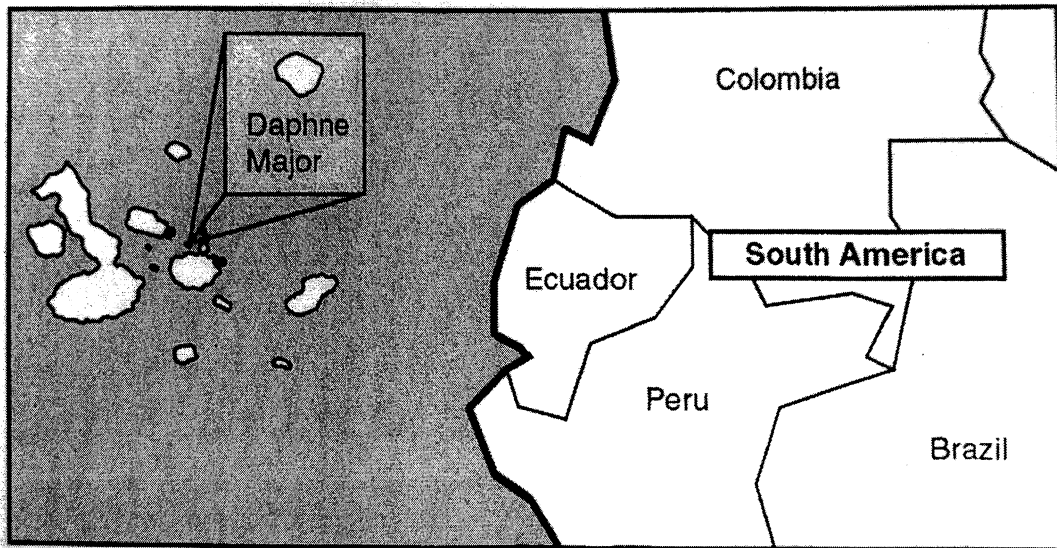 Colombia
Daphne
Major
South America
Ecuador
Peru
Brazil